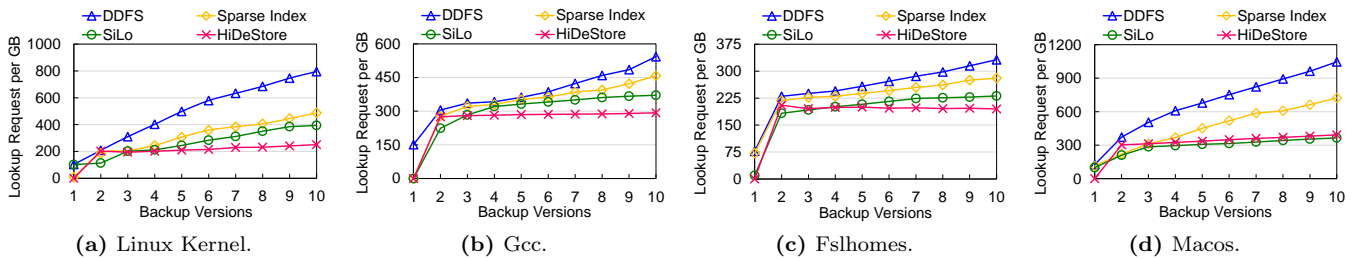 DDFS Sparse Index
SiLo HiDeStore
Lookup Request per GB
1000
800
600
400
200
0
1 2 3 4 5 6 7 8 9 10
Backup Versions
(a) Linux Kernel.
DDFS Sparse Index
SiLo HiDeStore
Lookup Request per GB
600
450
300
150
0
1 2 3 4 5 6 7 8 9 10
Backup Versions
(b) Gcc.
DDFS Sparse Index
SiLo HiDeStore
Lookup Request per GB
375
300
225
150
75
0
1 2 3 4 5 6 7 8 9 10
Backup Versions
(c) Fslhomes.
DDFS Sparse Index
SiLo HiDeStore
Lookup Request per GB
1200
900
600
300
0
1 2 3 4 5 6 7 8 9 10
Backup Versions
(d) Macos.